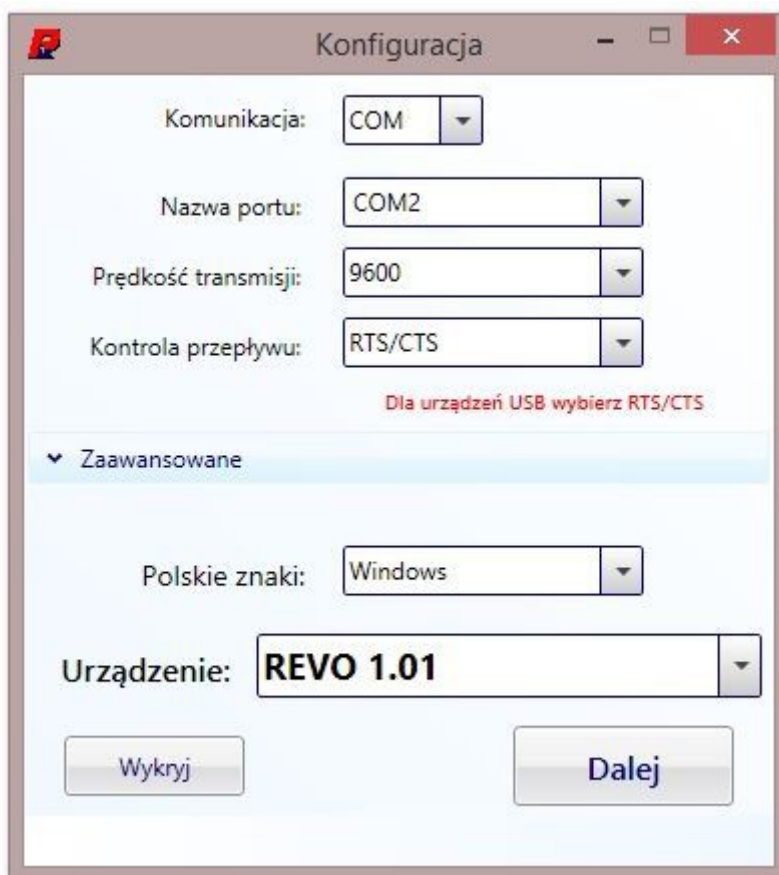 Konfiguracja
Komunikacja: COM
Nazwa portu: COM2
Prędkość transmisji: 9600
Kontrola przepływu: RTS/CTS
Dla urządzeń USB wybierz RTS/CTS
Zaawansowane
Polskie znaki: Windows
Urządzenie: REVO 1.01
Wykryj Dalej